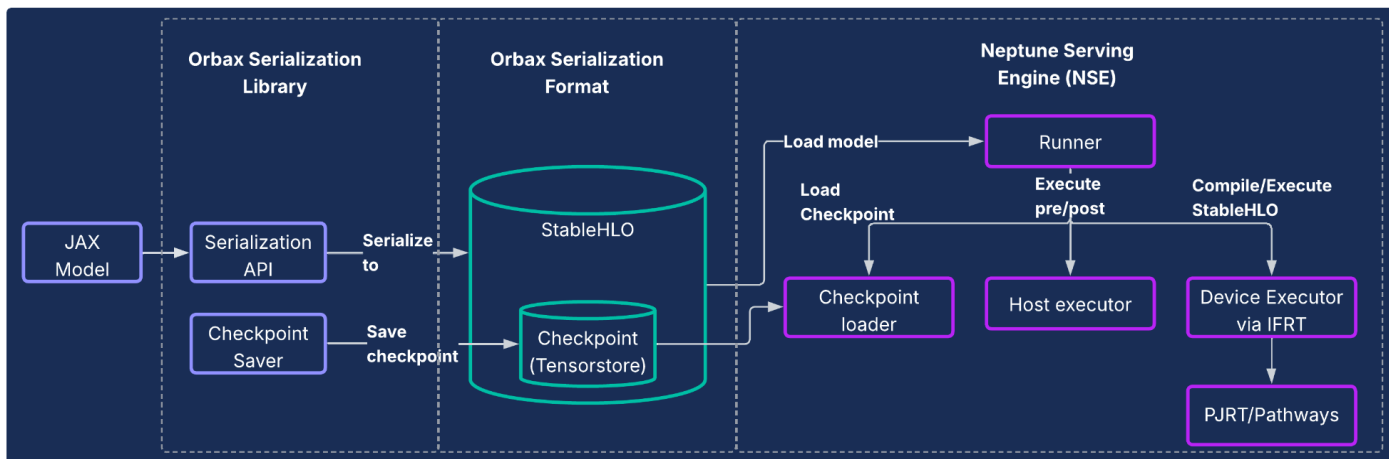 Orbax Serialization
Library
Orbax Serialization
Format
Neptune Serving
Engine (NSE)
JAX
Model
Serialization
API
Serialize
to
Checkpoint
Saver
Save
checkpoint
StableHLO
Checkpoint
(Tensorstore)
Load model
Runner
Load
Checkpoint
Execute
pre/post
Compile/Execute
StableHLO
Checkpoint
loader
Host executor
Device Executor
via IFRT
PJRT/Pathways